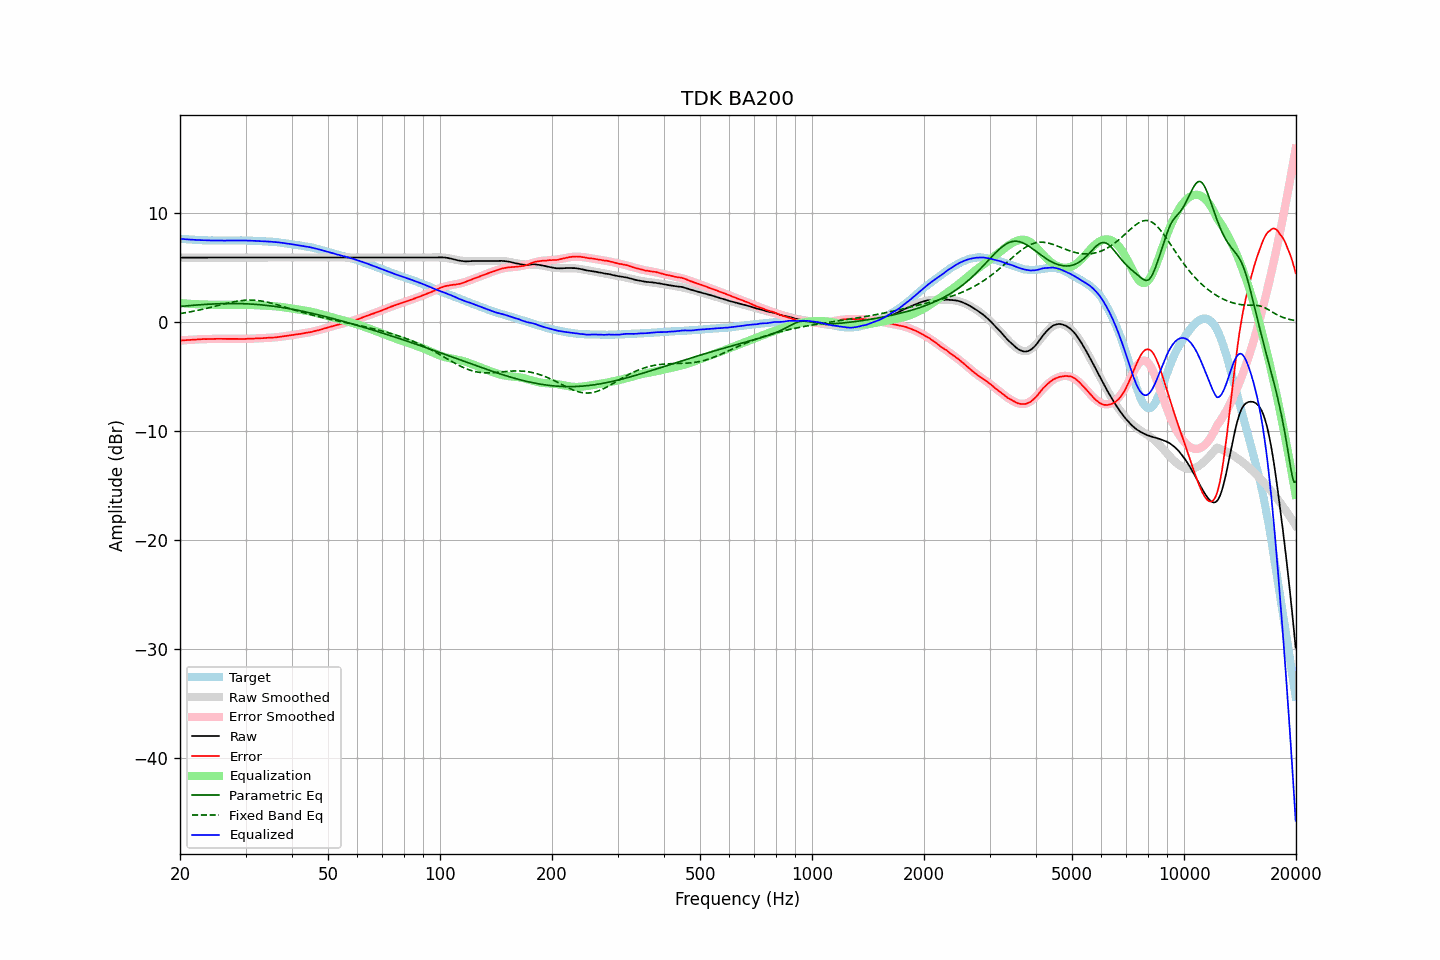 TDK BA200
Amplitude (dBr)
10
0
−10
−20
−30
−40
Target
Raw Smoothed
Error Smoothed
Raw
Error
Equalization
Parametric Eq
Fixed Band Eq
Equalized
20 50 100 200 500 1000 2000 5000 10000 20000
Frequency (Hz)